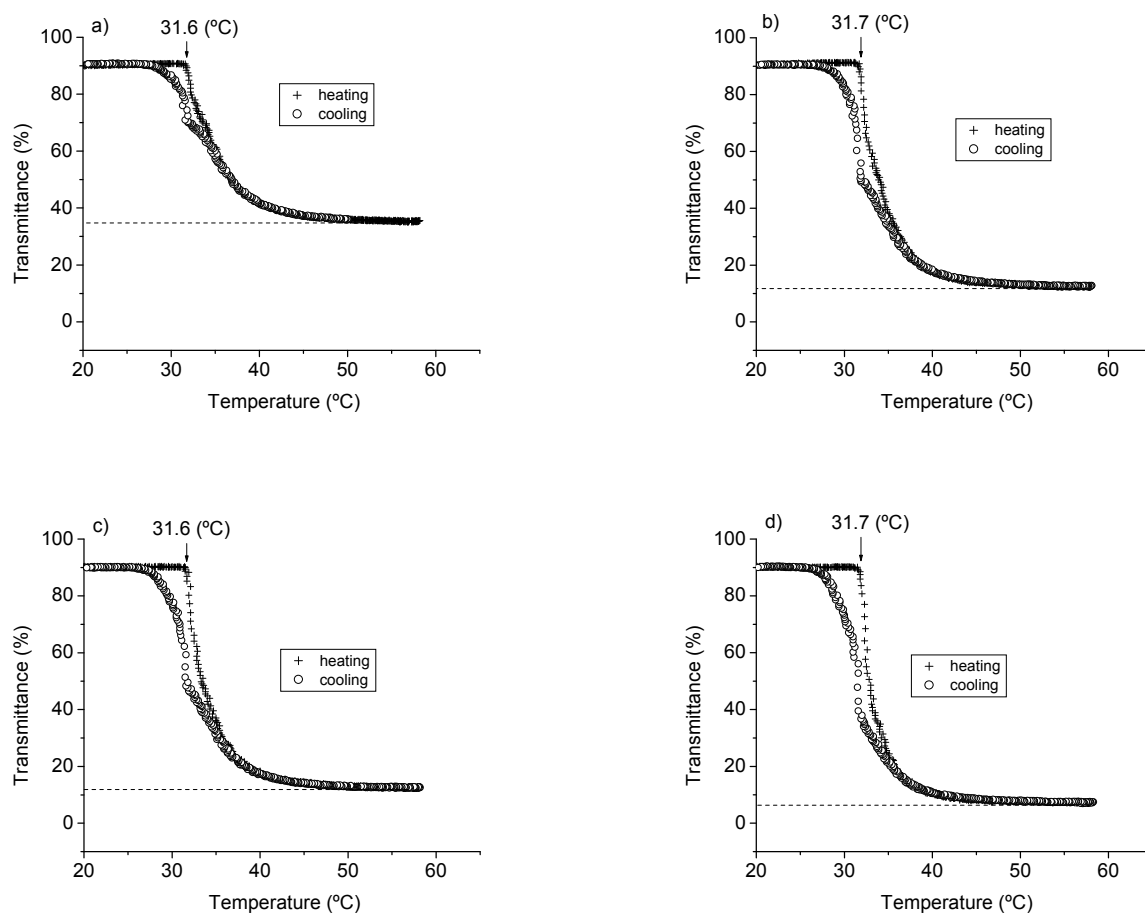 a)
31.6 (ºC)
100
80
60
40
20
0
Transmittance (%)
heating
cooling
20 30 40 50 60
Temperature (ºC)
b)
31.7 (ºC)
100
80
60
40
20
0
Transmittance (%)
heating
cooling
20 30 40 50 60
Temperature (ºC)
c)
31.6 (ºC)
100
80
60
40
20
0
Transmittance (%)
heating
cooling
20 30 40 50 60
Temperature (ºC)
d)
31.7 (ºC)
100
80
60
40
20
0
Transmittance (%)
heating
cooling
20 30 40 50 60
Temperature (ºC)